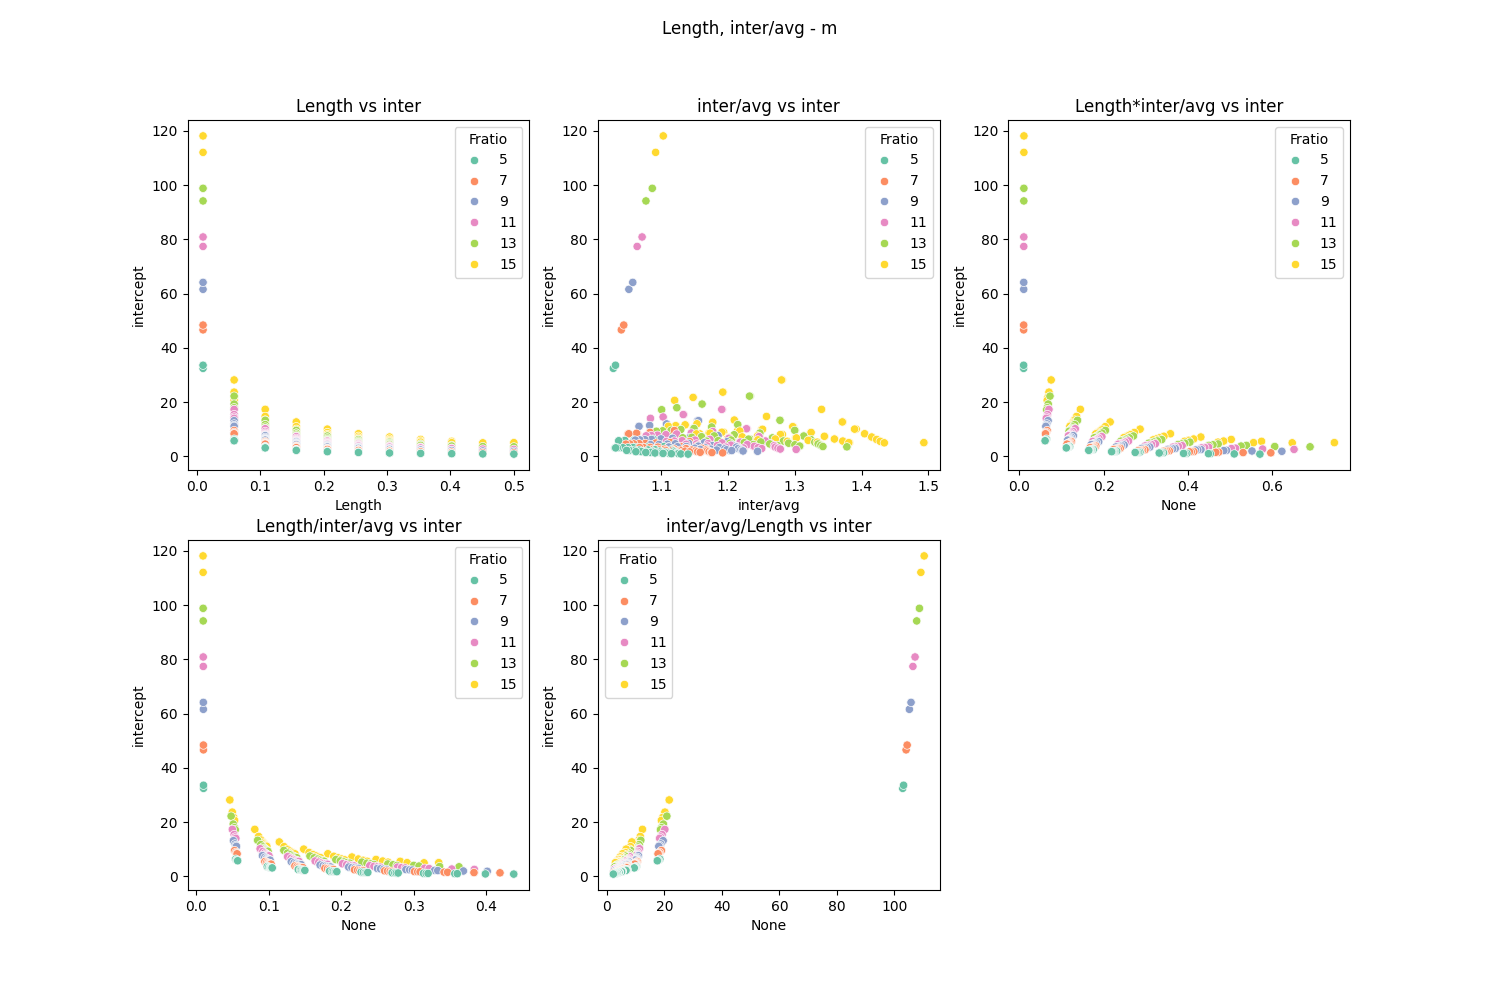 Length, inter/avg - m
Length vs inter
120
100
80
60
40
20
0
intercept
0.0 0.1 0.2 0.3 0.4 0.5
Length
Fratio
5
7
9
11
13
15
inter/avg vs inter
120
100
80
60
40
20
0
intercept
1.1 1.2 1.3 1.4 1.5
inter/avg
Fratio
5
7
9
11
13
15
Length*inter/avg vs inter
120
100
80
60
40
20
0
intercept
0.0 0.2 0.4 0.6
None
Fratio
5
7
9
11
13
15
Length/inter/avg vs inter
120
100
80
60
40
20
0
intercept
0.0 0.1 0.2 0.3 0.4
None
Fratio
5
7
9
11
13
15
inter/avg/Length vs inter
120
100
80
60
40
20
0
intercept
0 20 40 60 80 100
None
Fratio
5
7
9
11
13
15